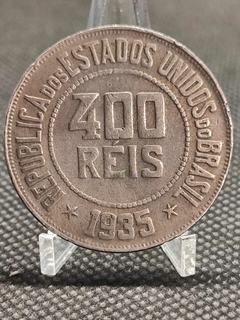 REPUBLICA DOS ESTADOS UNIDOS DO BRASIL
400
RÉIS
1935